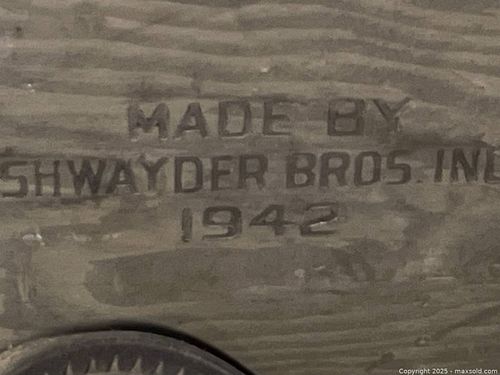 MADE BY
SHWAYDER BROS. INC
1942
Copyright 2025 - maxsold.com